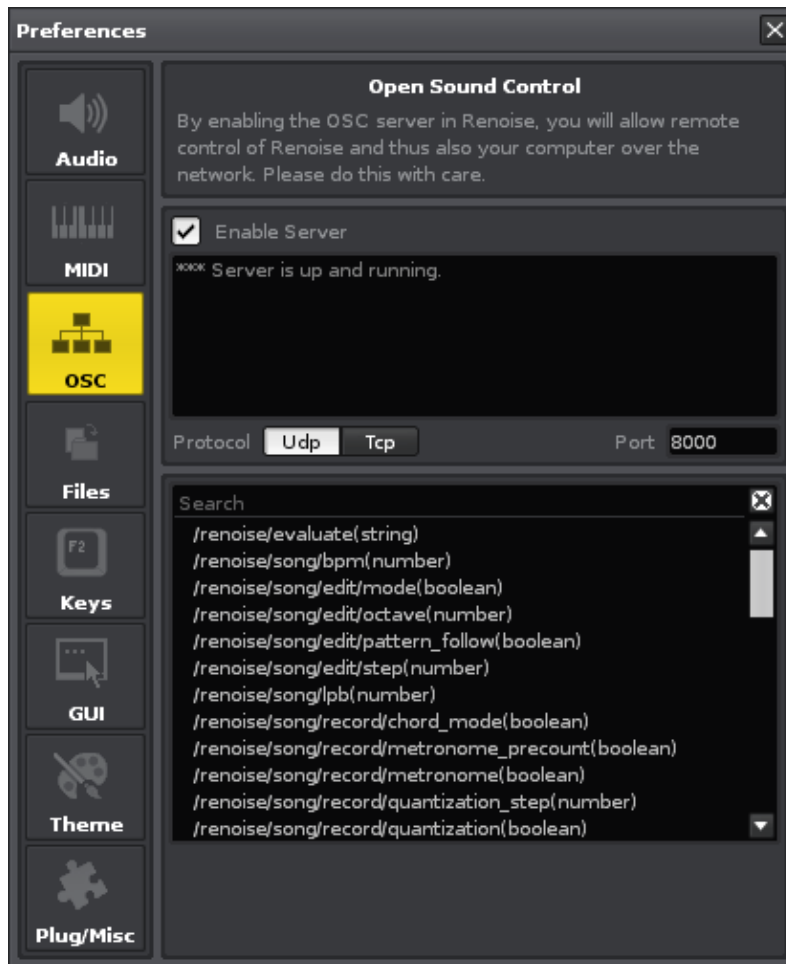 Preferences
Audio
MIDI
OSC
Files
F2
Keys
GUI
Theme
Plug/Misc
Open Sound Control
By enabling the OSC server in Renoise, you will allow remote
control of Renoise and thus also your computer over the
network. Please do this with care.
Enable Server
*** Server is up and running.
Protocol Udp Tcp Port 8000
Search
/renoise/evaluate(string)
/renoise/song/bpm(number)
/renoise/song/edit/mode(boolean)
/renoise/song/edit/octave(number)
/renoise/song/edit/pattern_follow(boolean)
/renoise/song/edit/step(number)
/renoise/song/lpb(number)
/renoise/song/record/chord_mode(boolean)
/renoise/song/record/metronome_precount(boolean)
/renoise/song/record/metronome(boolean)
/renoise/song/record/quantization_step(number)
/renoise/song/record/quantization(boolean)